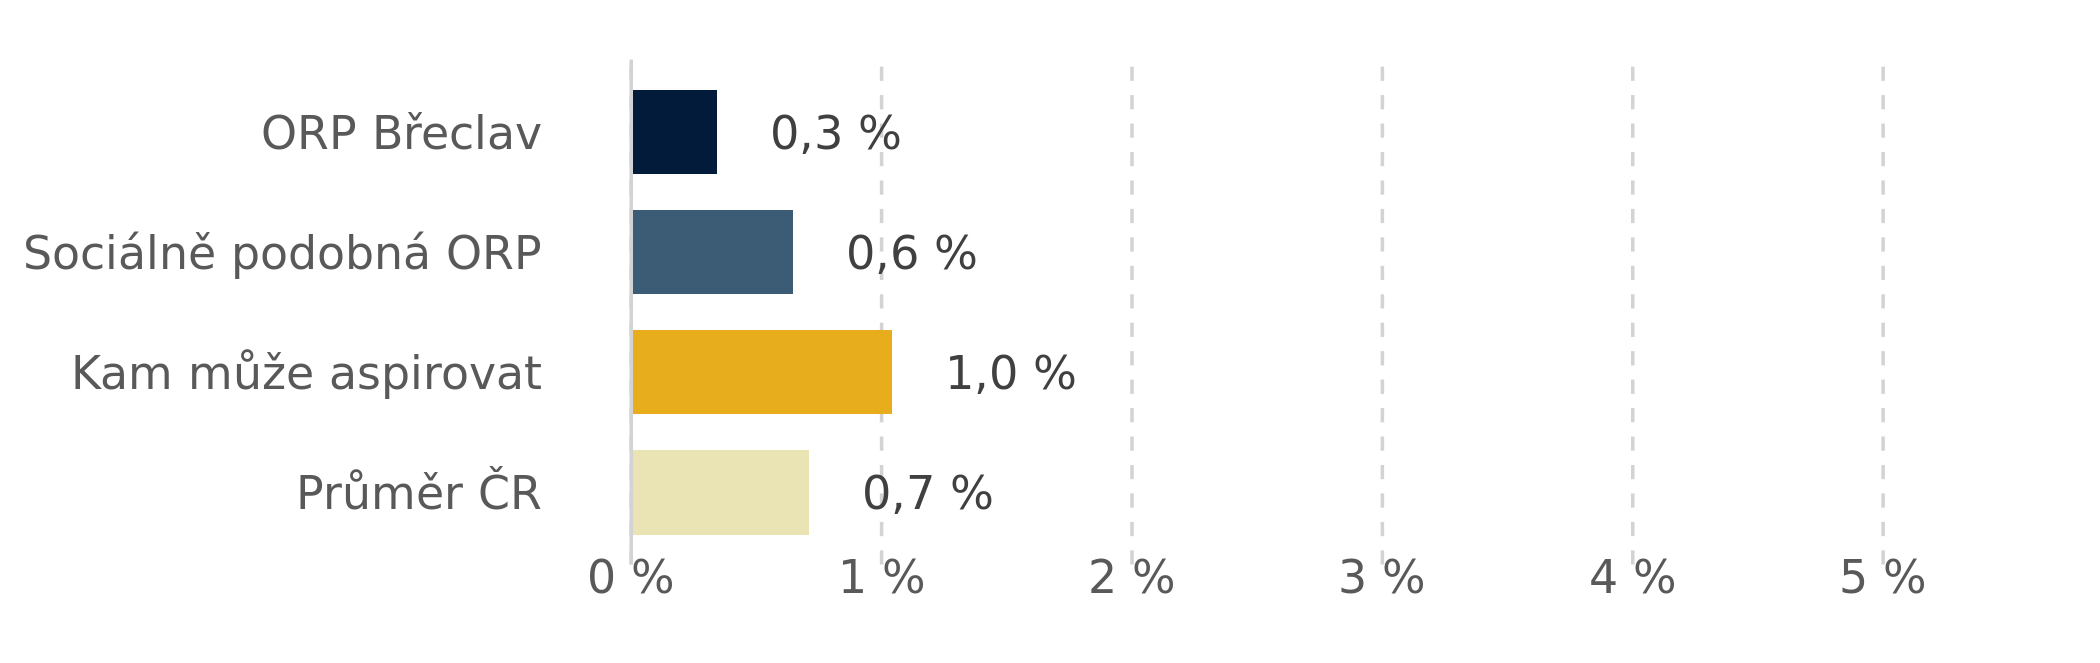 ORP Břeclav 0,3 %
Sociálně podobná ORP 0,6 %
Kam může aspirovat 1,0 %
Průměr ČR 0,7 %
0 % 1 % 2 % 3 % 4 % 5 %